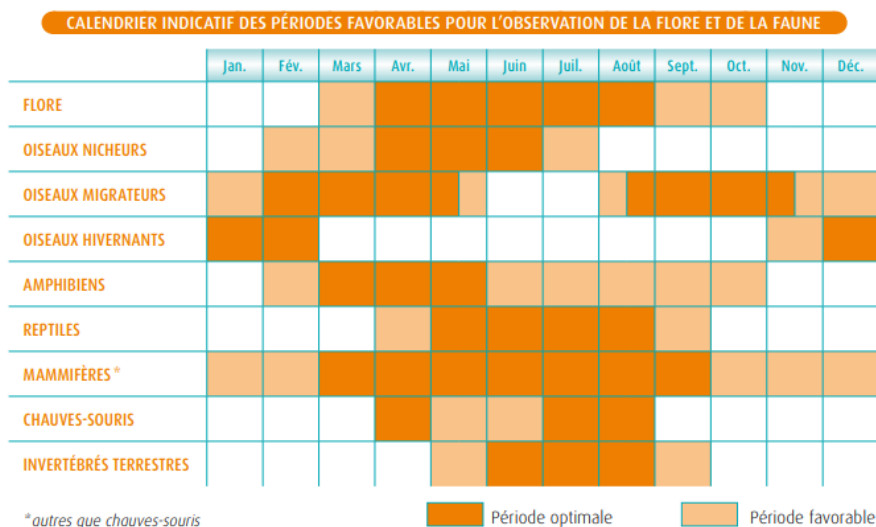 CALENDRIER INDICATIF DES PÉRIODES FAVORABLES POUR L'OBSERVATION DE LA FLORE ET DE LA FAUNE
Jan. Fév. Mars Avr. Mai Juin Juil. Août Sept. Oct. Nov. Déc.
FLORE
OISEAUX NICHEURS
OISEAUX MIGRATEURS
OISEAUX HIVERNANTS
AMPHIBIENS
REPTILES
MAMMIFÈRES *
CHAUVES-SOURIS
INVERTÉBRÉS TERRESTRES
* autres que chauves-souris Période optimale Période favorable